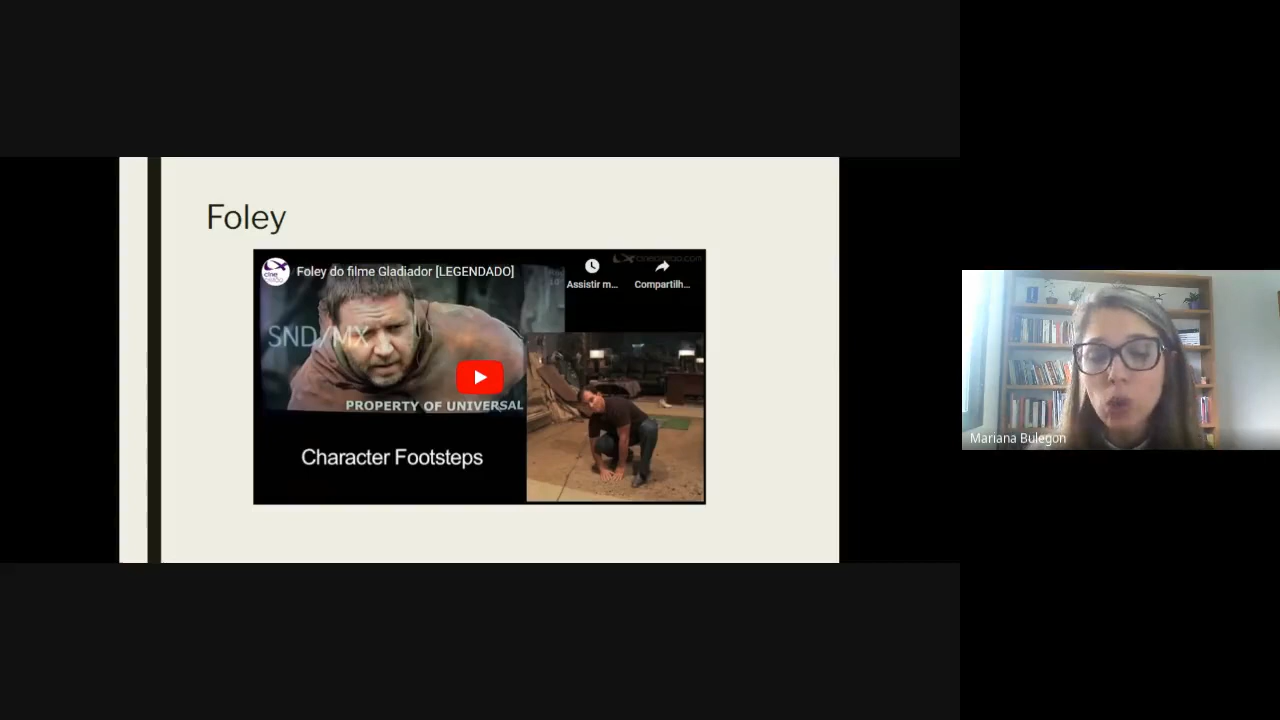 Foley
Foley do filme Gladiador [LEGENDADO]
Assistir m...
Compartilh...
SND/MX
PROPERTY OF UNIVERSAL
Character Footsteps
Mariana Bulegon